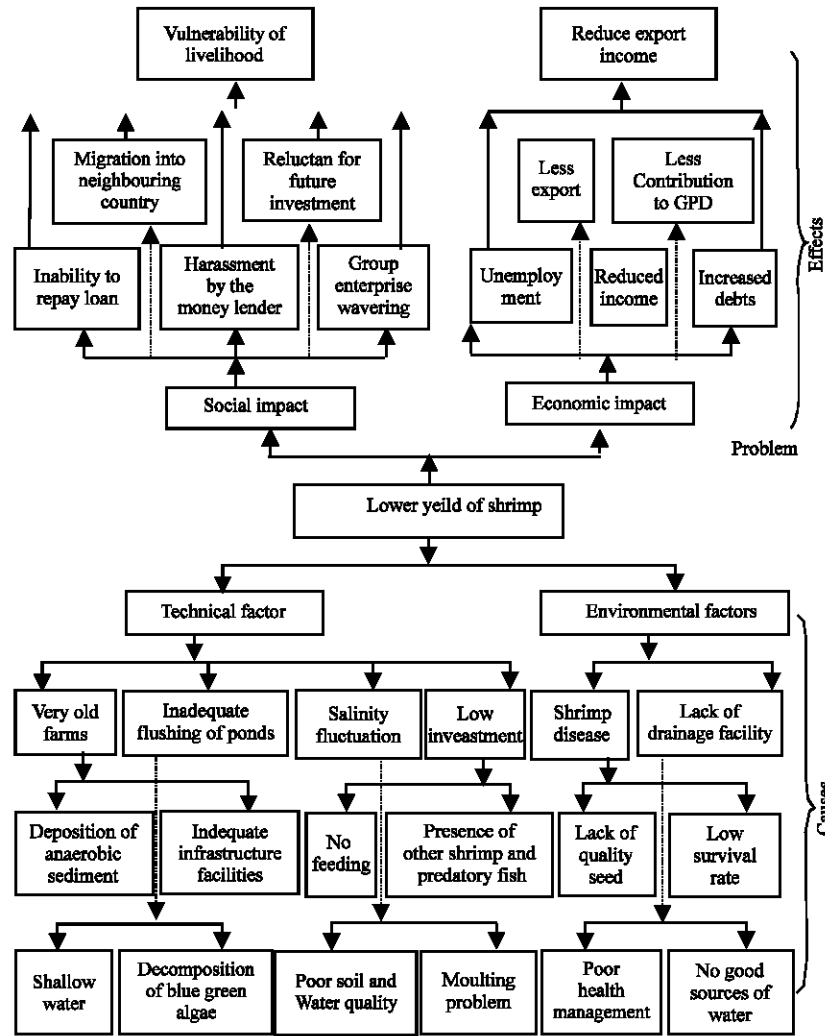 Vulnerability of
livelihood
Reduce export
income
Migration into
neighbouring
country
Reluctan for
future
investment
Less
export
Less
Contribution
to GPD
Inability to
repay loan
Harassment
by the
money lender
Group
enterprise
wavering
Unemploy
ment
Reduced
income
Increased
debts
Effects
Social impact
Economic impact
Problem
Lower yeild of shrimp
Technical factor
Environmental factors
Very old
farms
Inadequate
flushing of ponds
Salinity
fluctuation
Low
inveastment
Shrimp
disease
Lack of
drainage facility
Causes
Deposition of
anaerobic
sediment
Indequate
infrastructure
facilities
No
feeding
Presence of
other shrimp and
predatory fish
Lack of
quality
seed
Low
survival
rate
Shallow
water
Decomposition
of blue green
algae
Poor soil and
Water quality
Moulting
problem
Poor
health
management
No good
sources of
water